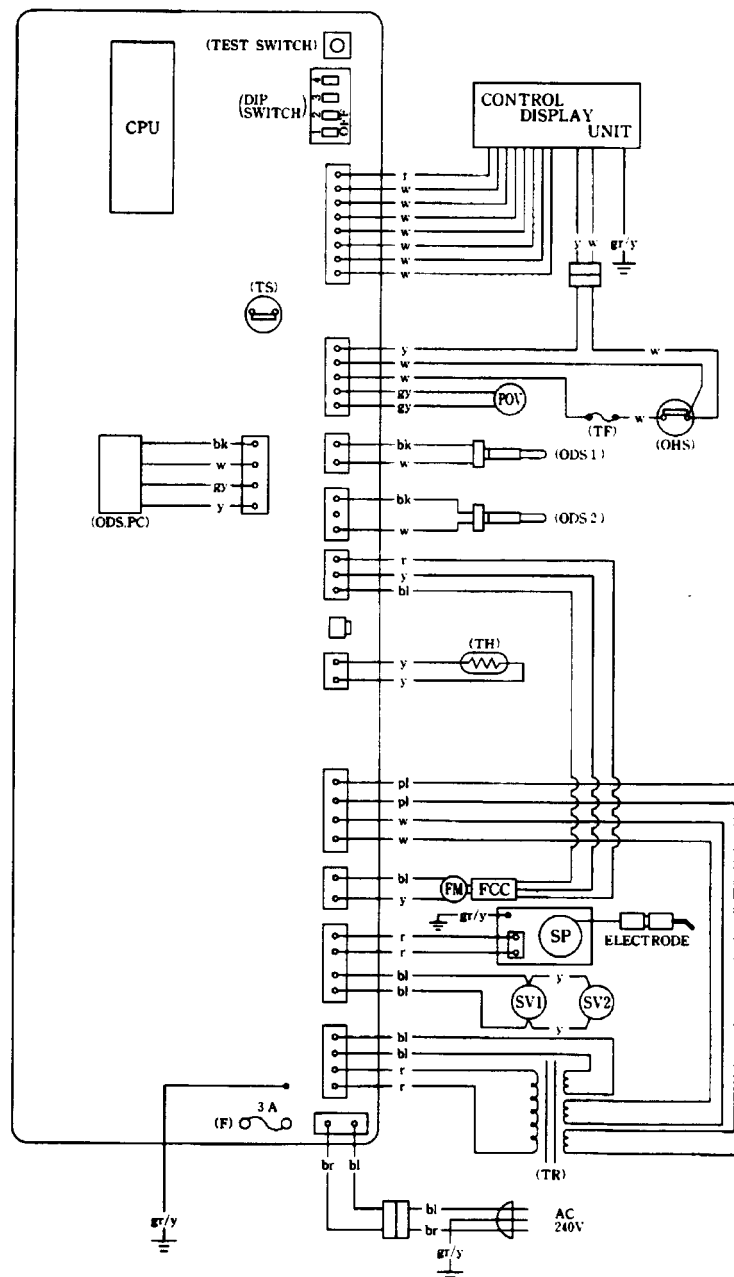 (TEST SWITCH)
(DIP
SWITCH)
4
3
2
1
OFF
CPU
CONTROL
DISPLAY
UNIT
r
w
w
w
w
w
w
w
y
w
gr/y
(TS)
y
w
w
gy
gy
POV
w
(TF)
w
(OHS)
bk
w
(ODS 1)
bk
w
gy
y
(ODS.PC)
bk
w
(ODS 2)
r
y
bl
(TH)
y
y
pl
pl
w
w
bl
y
FM
FCC
gr/y
SP
ELECTRODE
r
r
bl
bl
y
SV1
SV2
y
bl
bl
r
r
(TR)
3 A
(F)
br
bl
gr/y
bl
br
AC
240V
gr/y